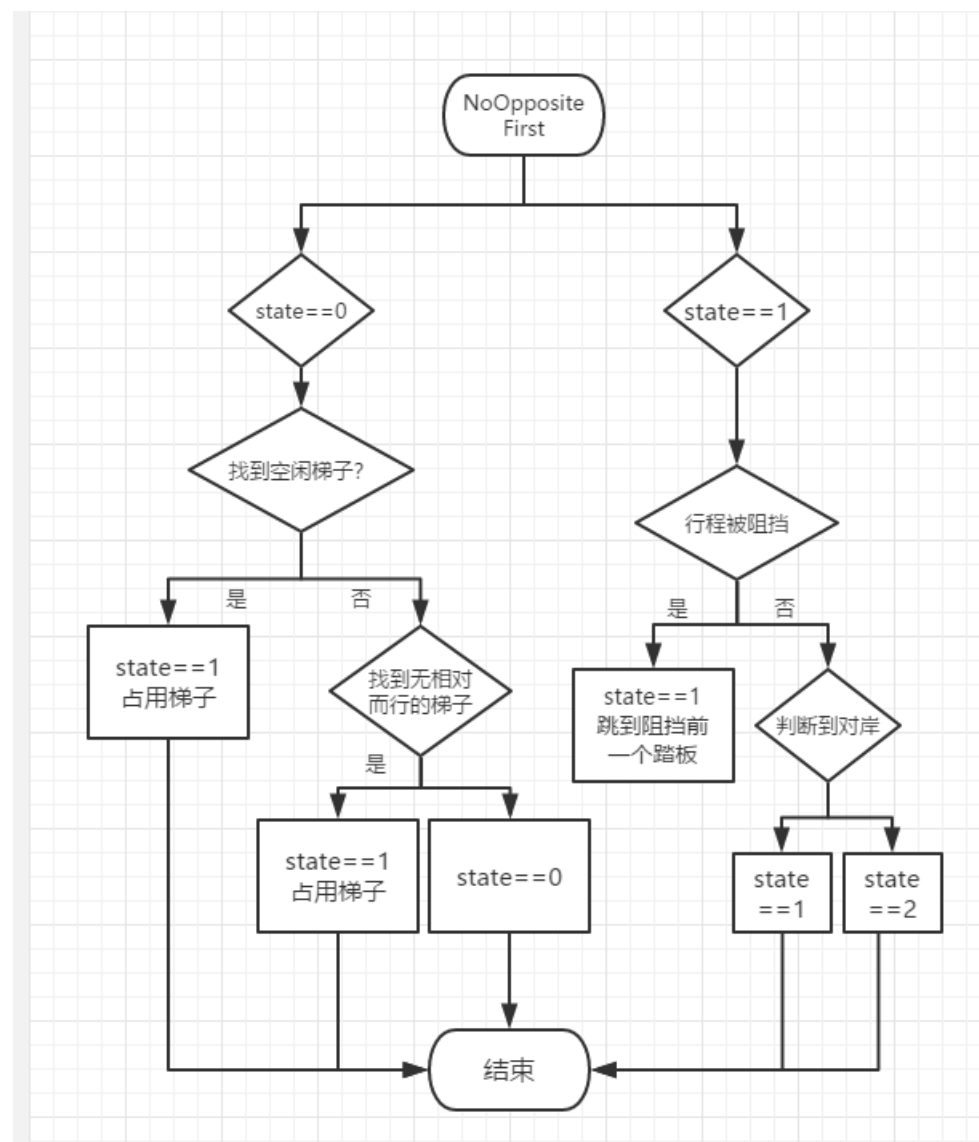 NoOpposite
First
state==0
state==1
找到空闲梯子?
行程被阻挡
是
否
是
否
state==1
占用梯子
找到无相对
而行的梯子
state==1
跳到阻挡前
一个踏板
判断到对岸
是
state==1
占用梯子
state==0
state
==1
state
==2
结束